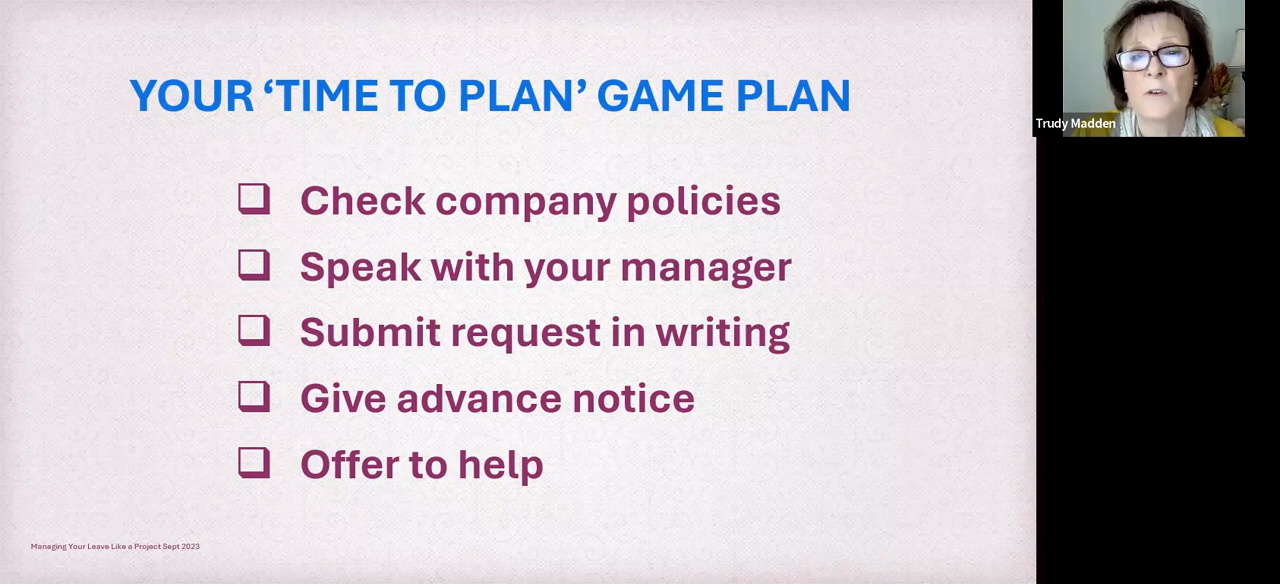 YOUR ‘TIME TO PLAN’ GAME PLAN
Check company policies
Speak with your manager
Submit request in writing
Give advance notice
Offer to help
Managing Your Leave Like a Project Sept 2023
Trudy Madden